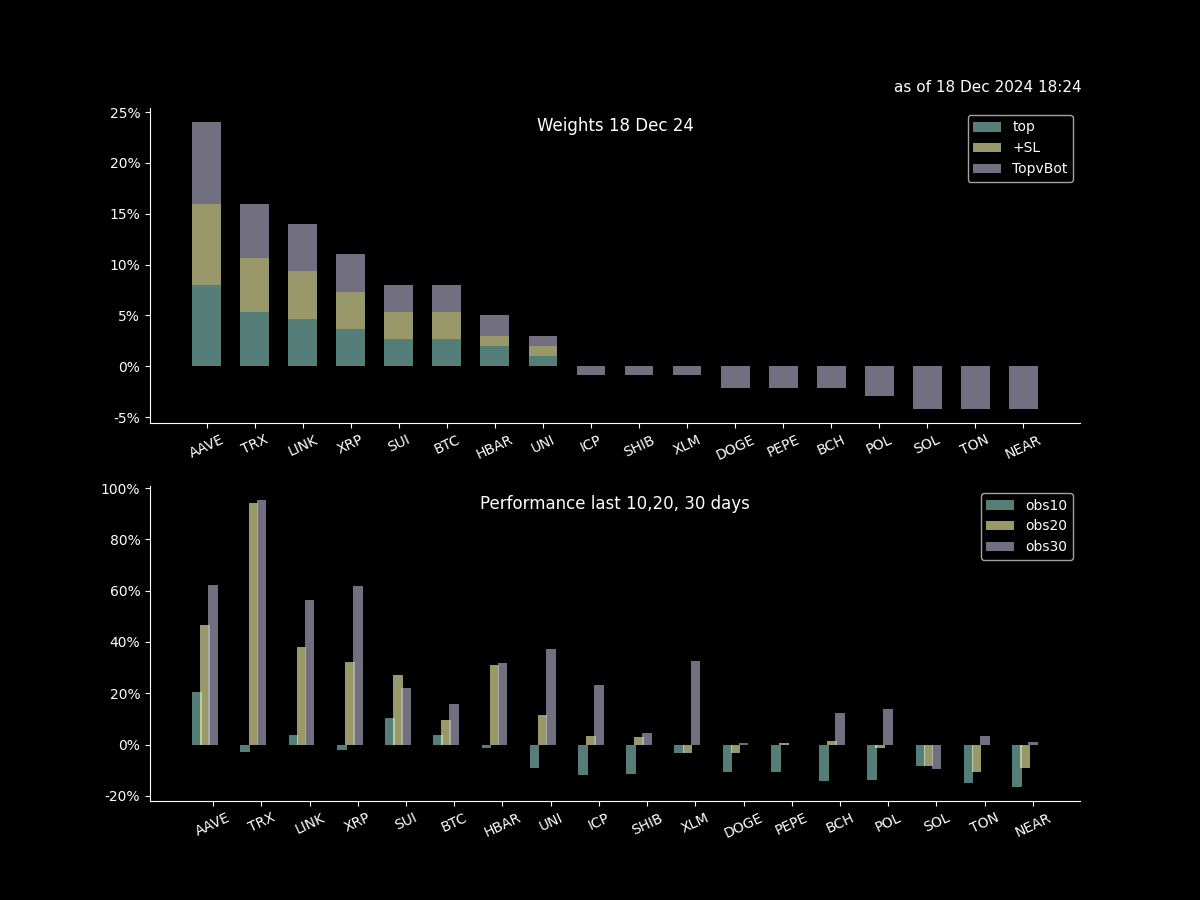 as of 18 Dec 2024 18:24
Weights 18 Dec 24
top
+SL
TopvBot
25%
20%
15%
10%
5%
0%
-5%
AAVE TRX LINK XRP SUI BTC HBAR UNI ICP SHIB XLM DOGE PEPE BCH POL SOL TON NEAR
Performance last 10,20, 30 days
obs10
obs20
obs30
100%
80%
60%
40%
20%
0%
-20%
AAVE TRX LINK XRP SUI BTC HBAR UNI ICP SHIB XLM DOGE PEPE BCH POL SOL TON NEAR